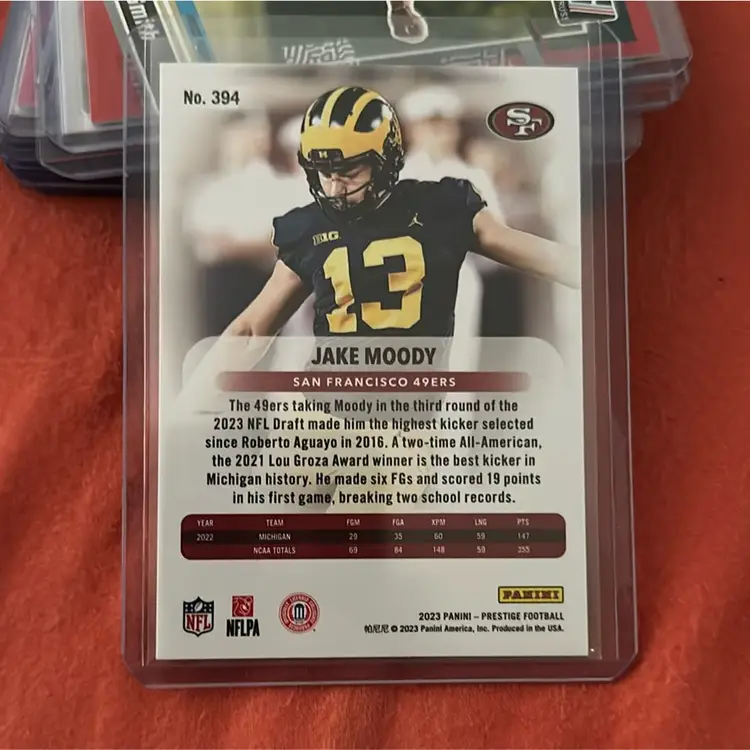 Smith
No. 394
SF
M
B1G
13
JAKE MOODY
SAN FRANCISCO 49ERS
The 49ers taking Moody in the third round of the
2023 NFL Draft made him the highest kicker selected
since Roberto Aguayo in 2016. A two-time All-American,
the 2021 Lou Groza Award winner is the best kicker in
Michigan history. He made six FGs and scored 19 points
in his first game, breaking two school records.
YEAR TEAM FGM FGA XPM LNG PTS
2022 MICHIGAN 29 35 60 59 147
NCAA TOTALS 69 84 148 59 355
PANINI
NFL
NFLPA
2023 PANINI – PRESTIGE FOOTBALL
帕尼尼 © 2023 Panini America, Inc. Produced in the USA.